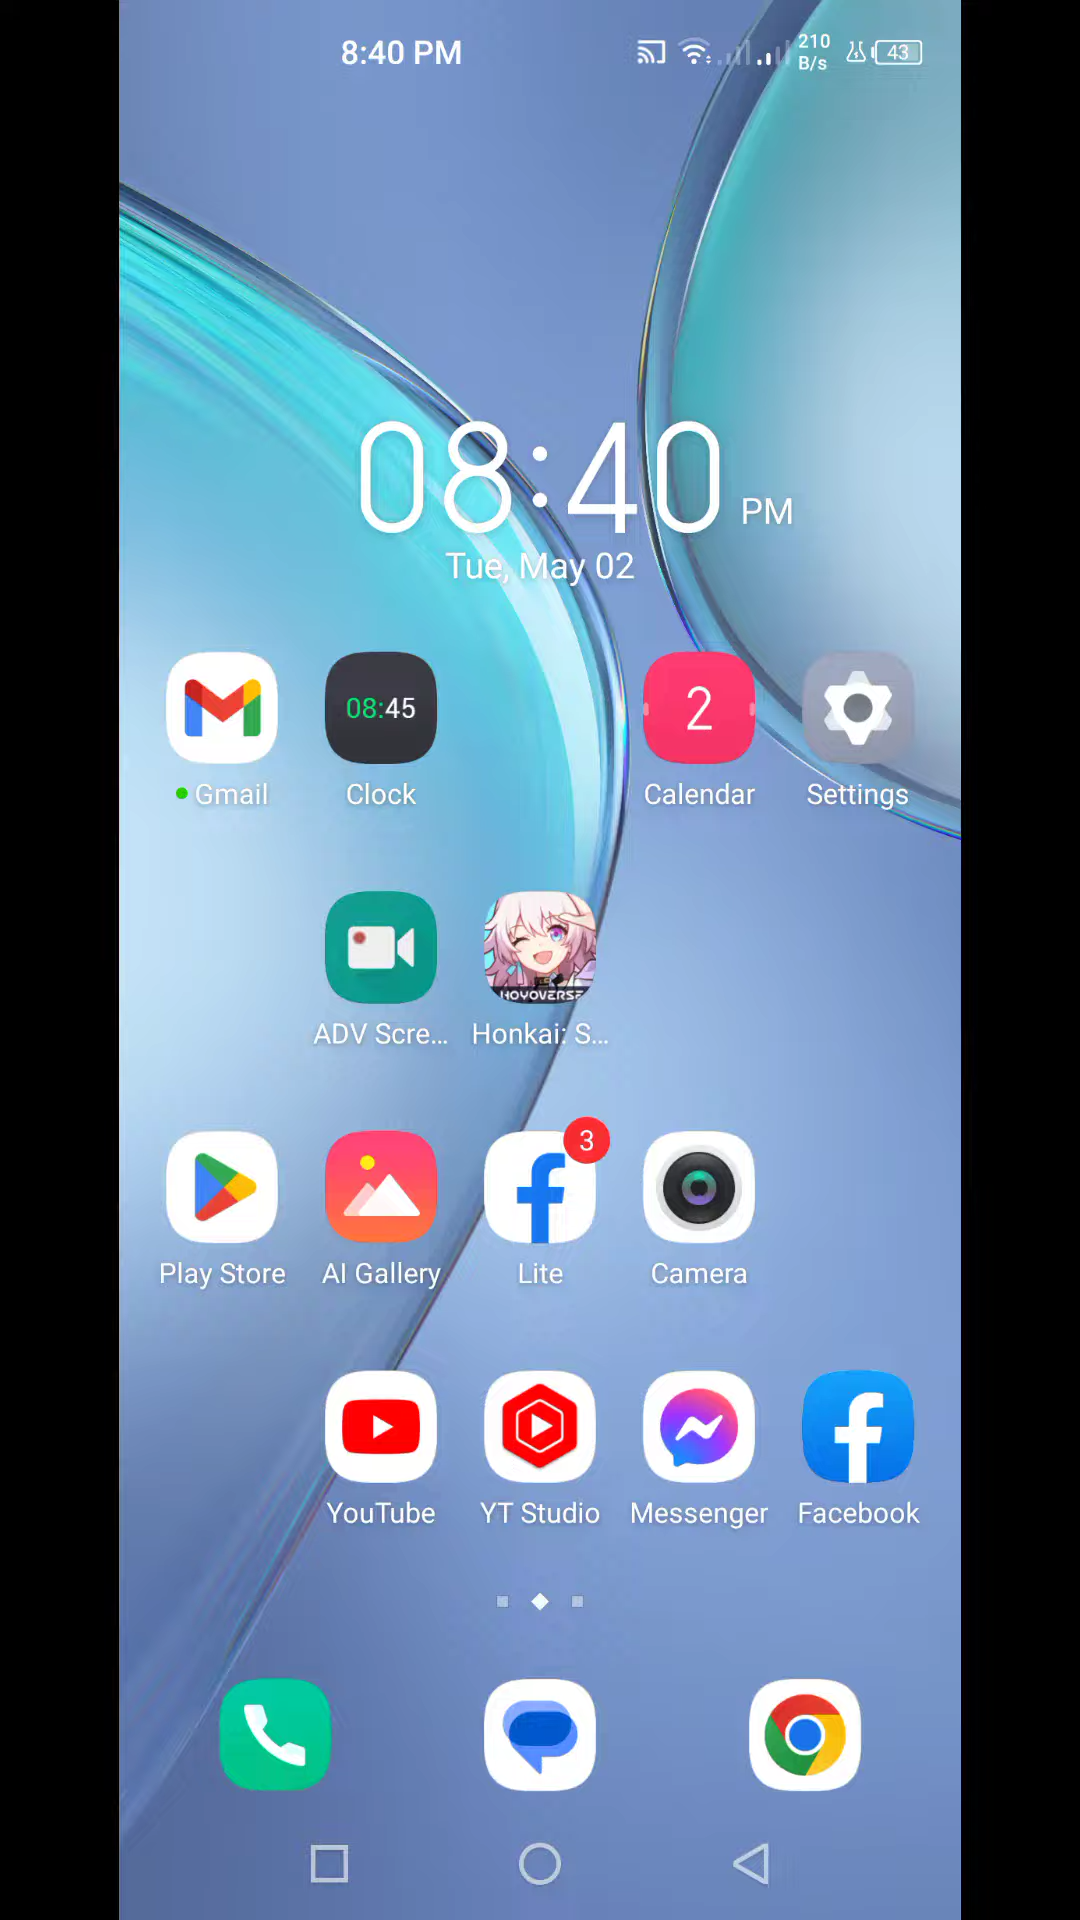 8:40 PM
210
B/s
43
08:40 PM
Tue, May 02
08:45
2
Gmail
Clock
Calendar
Settings
HOYOVERSE
ADV Scre...
Honkai: S...
3
Play Store
AI Gallery
Lite
Camera
YouTube
YT Studio
Messenger
Facebook